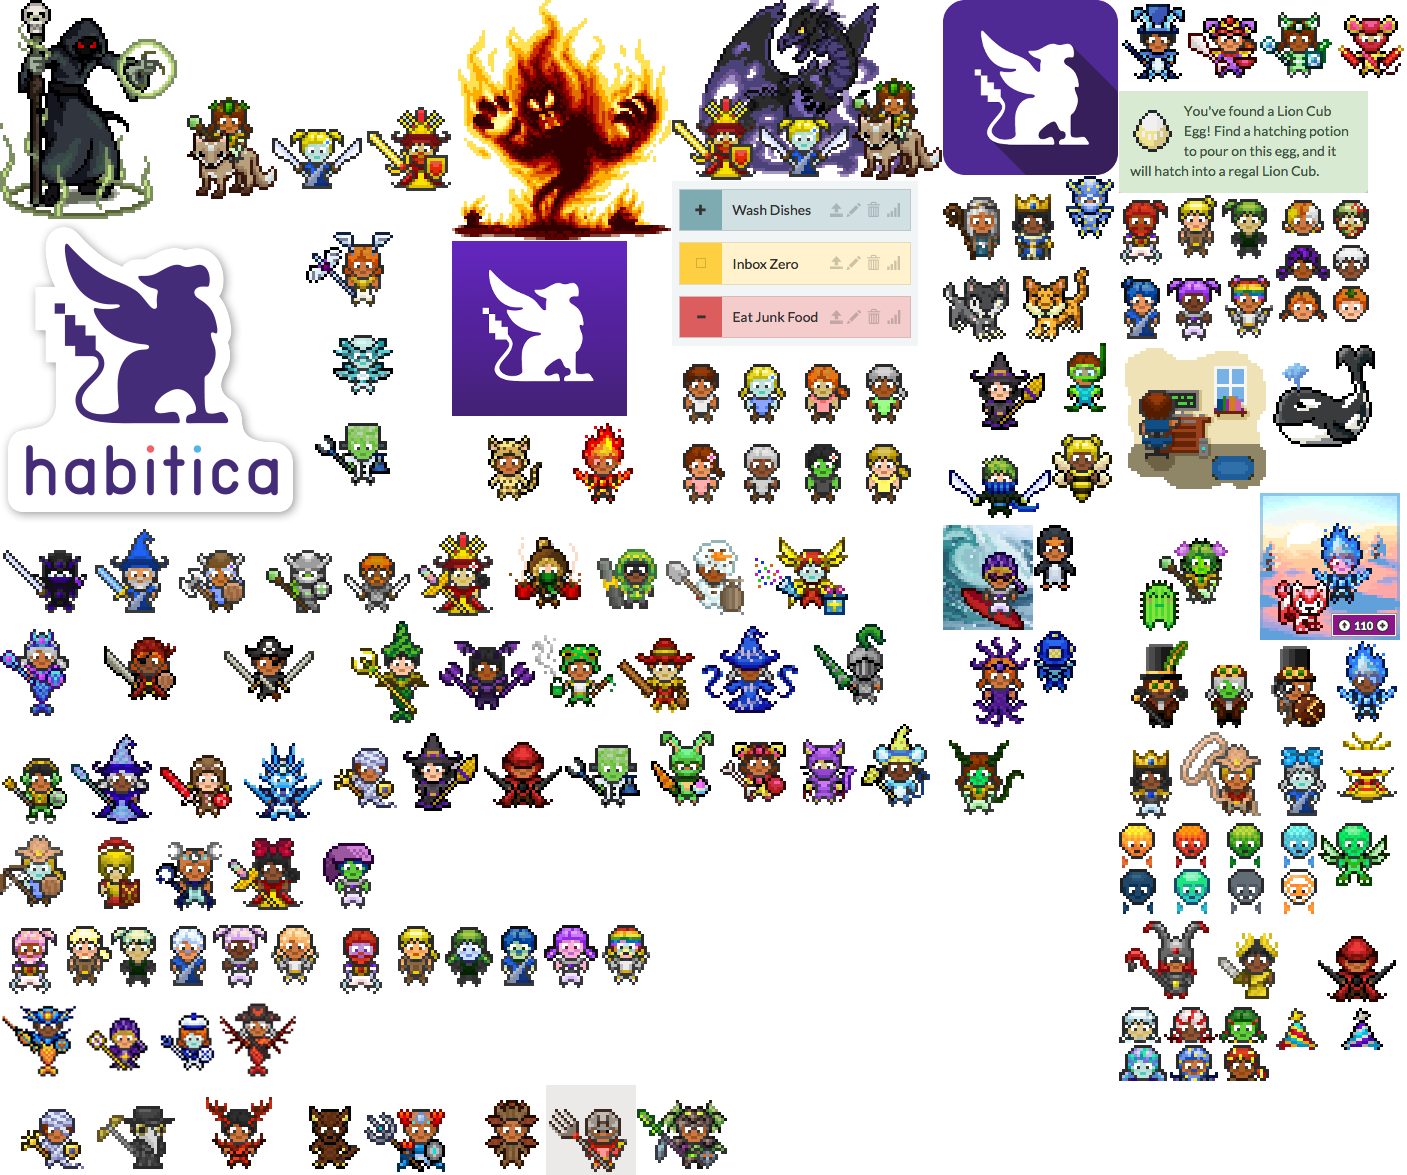 You've found a Lion Cub
Egg! Find a hatching potion
to pour on this egg, and it
will hatch into a regal Lion Cub.
Wash Dishes
Inbox Zero
Eat Junk Food
habitica
110